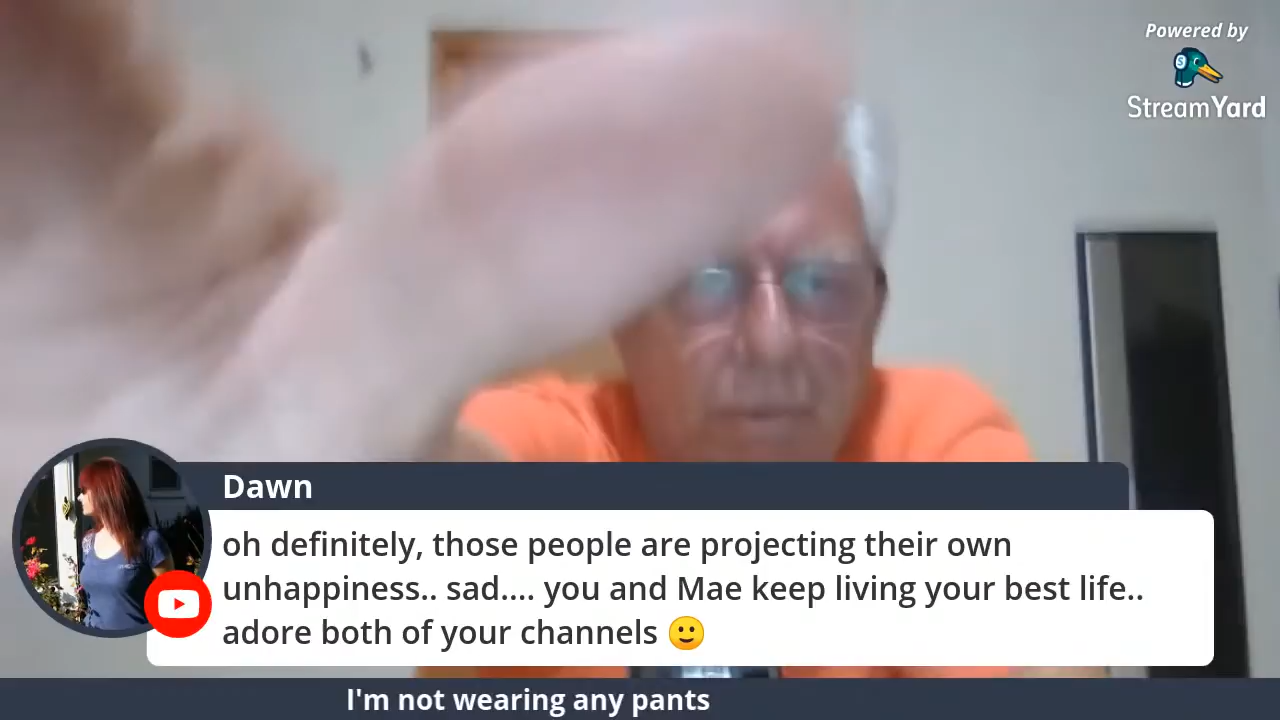 Powered by
StreamYard
Dawn
oh definitely, those people are projecting their own
unhappiness.. sad.... you and Mae keep living your best life..
adore both of your channels 🙂
I'm not wearing any pants